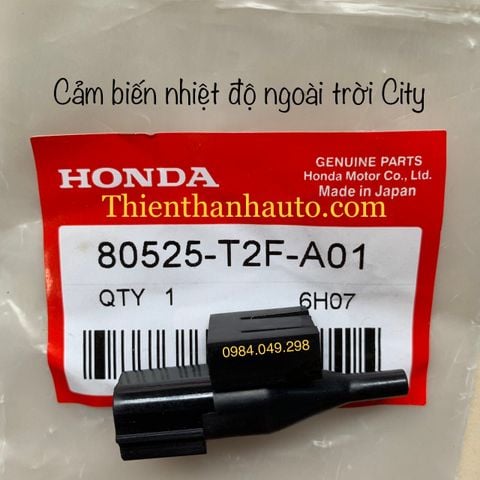 Cảm biến nhiệt độ ngoài trời City
HONDA
GENUINE PARTS
Honda Motor Co., Ltd.
Made in Japan
Thienthanhauto.com
80525-T2F-A01
QTY 1
6H07
0984.049.298